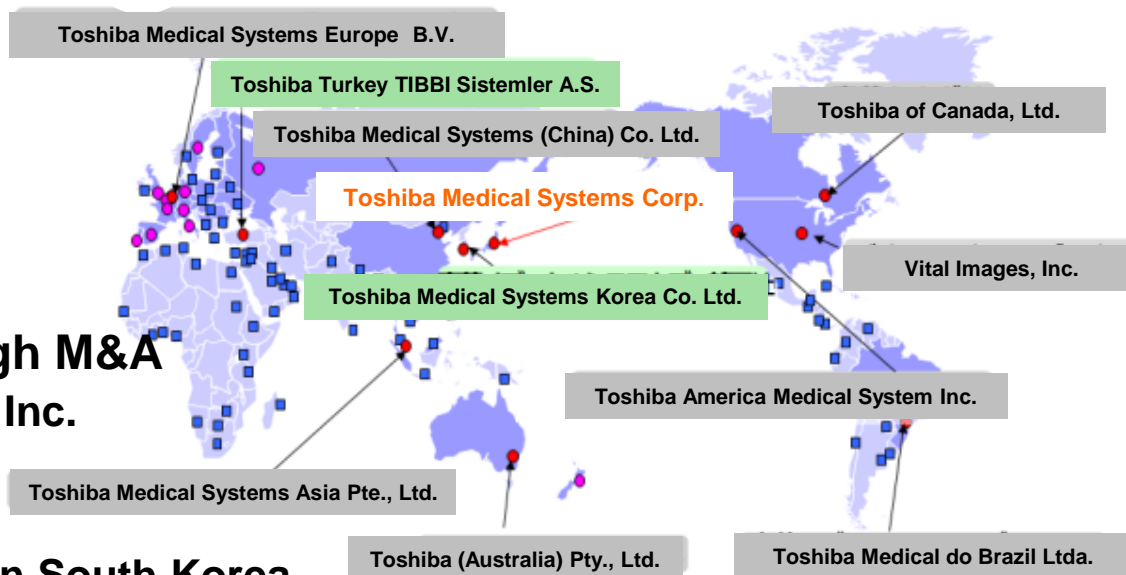 Toshiba Medical Systems Europe B.V.
Toshiba Turkey TIBBI Sistemler A.S.
Toshiba of Canada, Ltd.
Toshiba Medical Systems (China) Co. Ltd.
Toshiba Medical Systems Corp.
Vital Images, Inc.
Toshiba Medical Systems Korea Co. Ltd.
gh M&A
Toshiba America Medical System Inc.
Inc.
Toshiba Medical Systems Asia Pte., Ltd.
Toshiba (Australia) Pty., Ltd.
Toshiba Medical do Brazil Ltda.
n South Korea